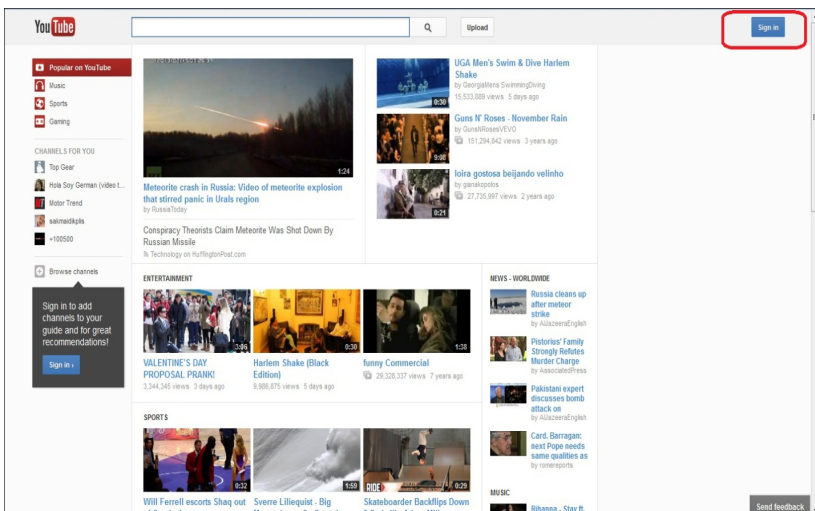 YouTube
Upload
Sign in
Popular on YouTube
Music
Sports
Gaming
CHANNELS FOR YOU
Top Gear
Hola Soy German (video t...
Motor Trend
sakmaidikplis
+100500
Browse channels
Sign in to add
channels to your
guide and for great
recommendations!
Sign in ›
1:24
Meteorite crash in Russia: Video of meteorite explosion
that stirred panic in Urals region
by RussiaToday
Conspiracy Theorists Claim Meteorite Was Shot Down By
Russian Missile
Technology on HuffingtonPost.com
0:30
UGA Men's Swim & Dive Harlem
Shake
by GeorgiaMens SwimmingDiving
15,533,889 views 5 days ago
9:08
Guns N' Roses - November Rain
by GunsNRosesVEVO
151,294,842 views 3 years ago
0:21
loira gostosa beijando velinho
by gianakopolos
27,735,997 views 2 years ago
ENTERTAINMENT
3:06
VALENTINE'S DAY
PROPOSAL PRANK!
3,344,345 views 3 days ago
0:30
Harlem Shake (Black
Edition)
9,986,875 views 5 days ago
1:38
funny Commercial
29,328,337 views 7 years ago
NEWS - WORLDWIDE
Russia cleans up
after meteor
strike
by AlJazeeraEnglish
Pistorius' Family
Strongly Refutes
Murder Charge
by AssociatedPress
Pakistani expert
discusses bomb
attack on
by AlJazeeraEnglish
Card. Barragan:
next Pope needs
same qualities as
by romereports
SPORTS
0:32
Will Ferrell escorts Shaq out
1:59
Sverre Liliequist - Big
RIDE
0:29
Skateboarder Backflips Down
MUSIC
Rihanna - Stay ft.
Send feedback